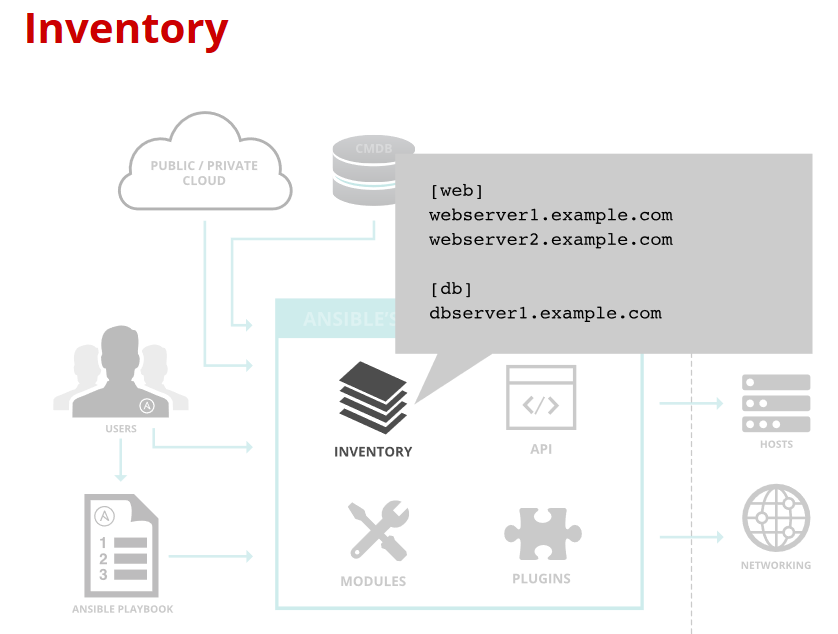 Inventory
PUBLIC / PRIVATE
CLOUD
CMDB
[web]
webserver1.example.com
webserver2.example.com
[db]
dbserver1.example.com
ANSIBLE'S
USERS
A
INVENTORY
</>
API
HOSTS
A
1
2
3
MODULES
PLUGINS
NETWORKING
ANSIBLE PLAYBOOK